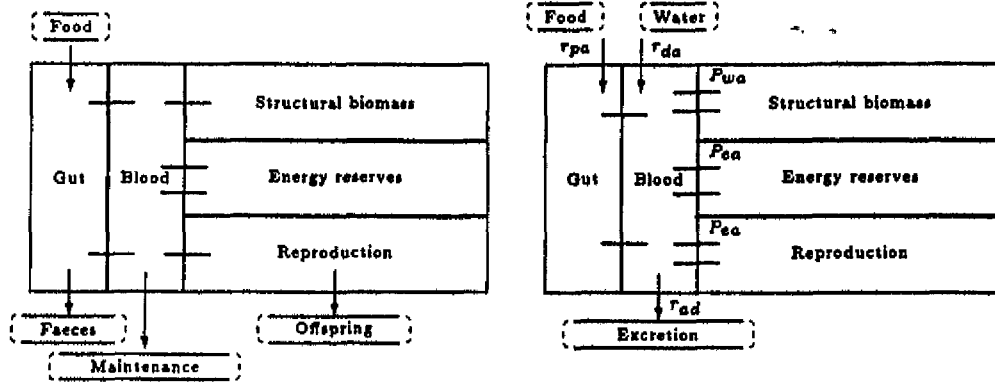 Food
Structural biomass
Gut
Blood
Energy reserves
Reproduction
Faeces
Offspring
Maintenance
Food
Water
r_pa
r_da
P_wa
Structural biomass
P_ea
Gut
Blood
Energy reserves
P_ea
Reproduction
r_ad
Excretion